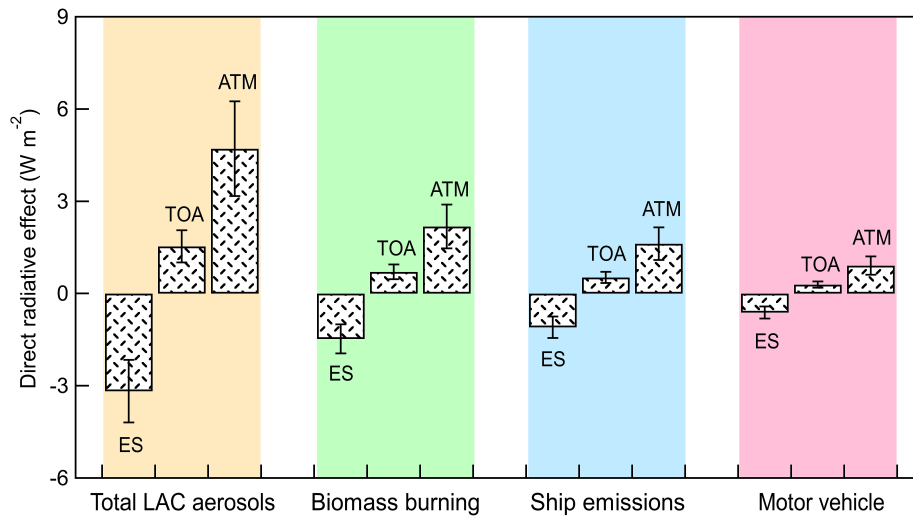 Direct radiative effect (W m⁻²)
9
6
3
0
-3
-6
ES
TOA
ATM
ES
TOA
ATM
ES
TOA
ATM
ES
TOA
ATM
Total LAC aerosols
Biomass burning
Ship emissions
Motor vehicle